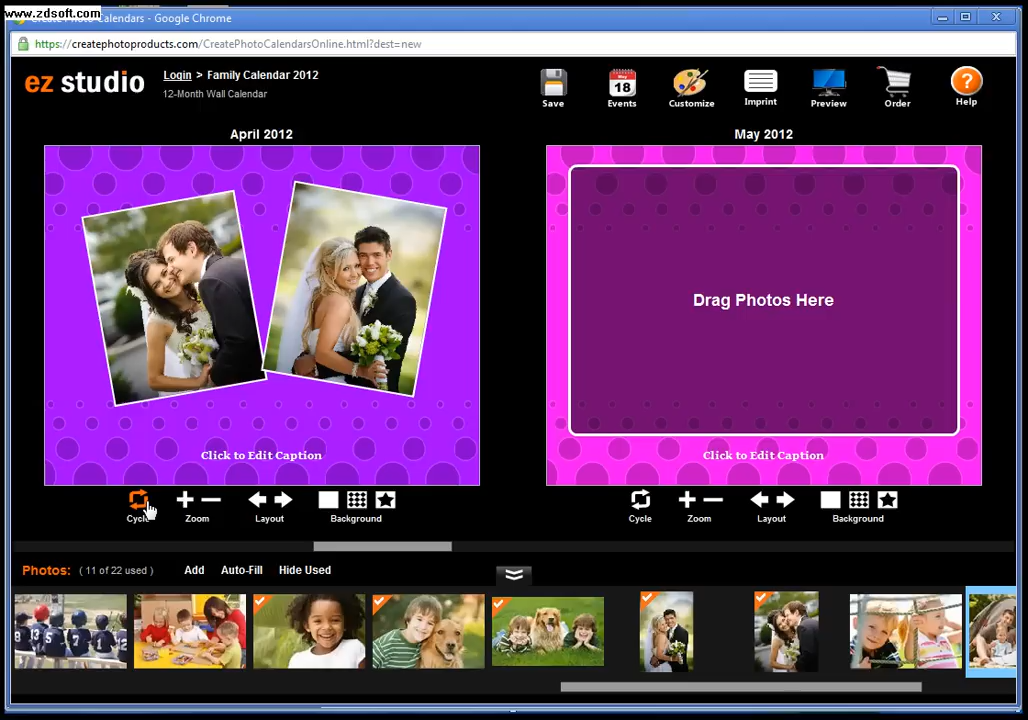 www.zdsoft.com
Create Photo Calendars - Google Chrome
https://createphotoproducts.com/CreatePhotoCalendarsOnline.html?dest=new
ez studio
Login > Family Calendar 2012
12-Month Wall Calendar
Save
May
18
Events
Customize
Imprint
Preview
Order
?
Help
April 2012
May 2012
Drag Photos Here
Click to Edit Caption
Click to Edit Caption
Cycle
Zoom
Layout
Background
Cycle
Zoom
Layout
Background
Photos: ( 11 of 22 used )
Add
Auto-Fill
Hide Used